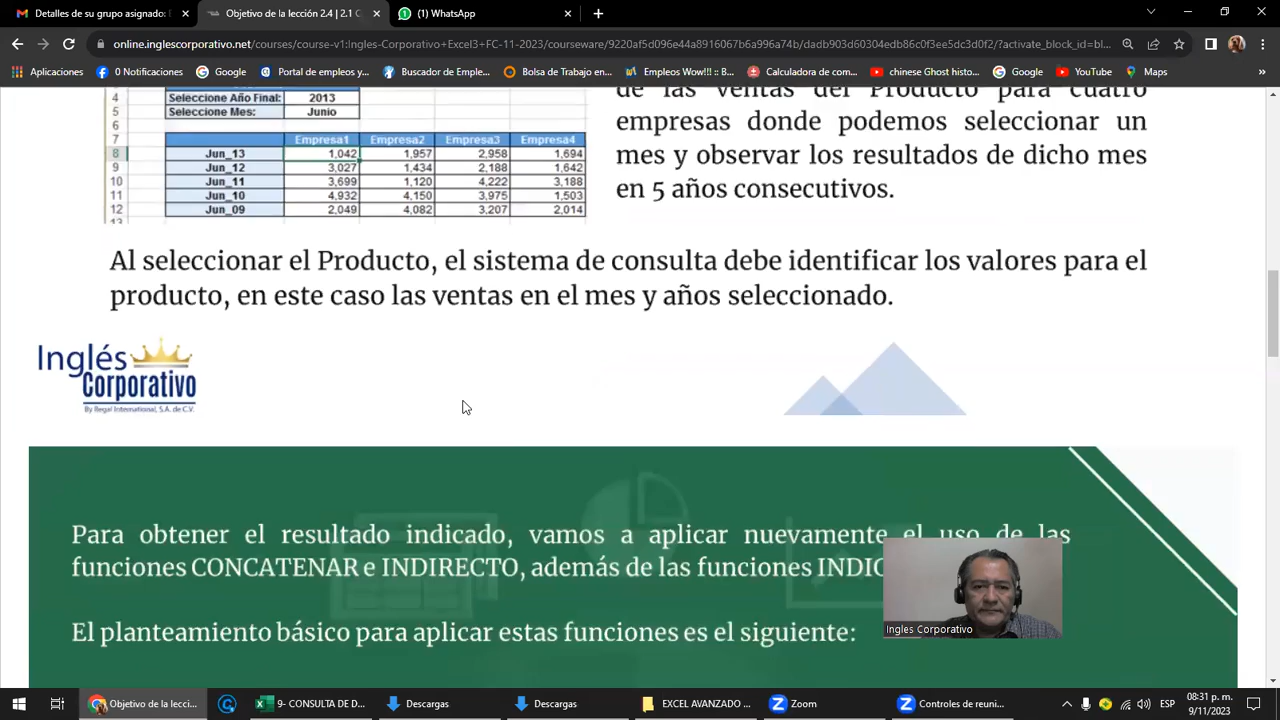 Detalles de su grupo asignado:
Objetivo de la lección 2.4 | 2.1 C
(1) WhatsApp
online.inglescorporativo.net/courses/course-v1:Ingles-Corporativo+Excel3+FC-11-2023/courseware/9220af5d096e44a8916067b6a996a74b/dadb903d60304edb86c0f3ee5dc3d0f2/?activate_block_id=bl...
Aplicaciones
0 Notificaciones
Google
Portal de empleos y...
Buscador de Emple...
Bolsa de Trabajo en...
Empleos Wow!!! :: B...
Calculadora de com...
chinese Ghost histo...
Google
YouTube
Maps
4 Seleccione Año Final: 2013
5 Seleccione Mes: Junio
6
7 Empresa1 Empresa2 Empresa3 Empresa4
8 Jun_13 1,042 1,957 2,958 1,694
9 Jun_12 3,027 1,434 2,188 1,642
10 Jun_11 3,699 1,120 4,222 3,188
11 Jun_10 4,932 4,150 3,975 1,503
12 Jun_09 2,049 4,082 3,207 2,014
13
de las ventas del Producto para cuatro
empresas donde podemos seleccionar un
mes y observar los resultados de dicho mes
en 5 años consecutivos.
Al seleccionar el Producto, el sistema de consulta debe identificar los valores para el
producto, en este caso las ventas en el mes y años seleccionado.
Inglés
Corporativo
By Regal International, S.A. de C.V.
Para obtener el resultado indicado, vamos a aplicar nuevamente el uso de las
funciones CONCATENAR e INDIRECTO, además de las funciones INDIC
El planteamiento básico para aplicar estas funciones es el siguiente:
Ingles Corporativo
Objetivo de la lecci...
9- CONSULTA DE D...
Descargas
Descargas
EXCEL AVANZADO ...
Zoom
Controles de reuni...
ESP
08:31 p. m.
9/11/2023